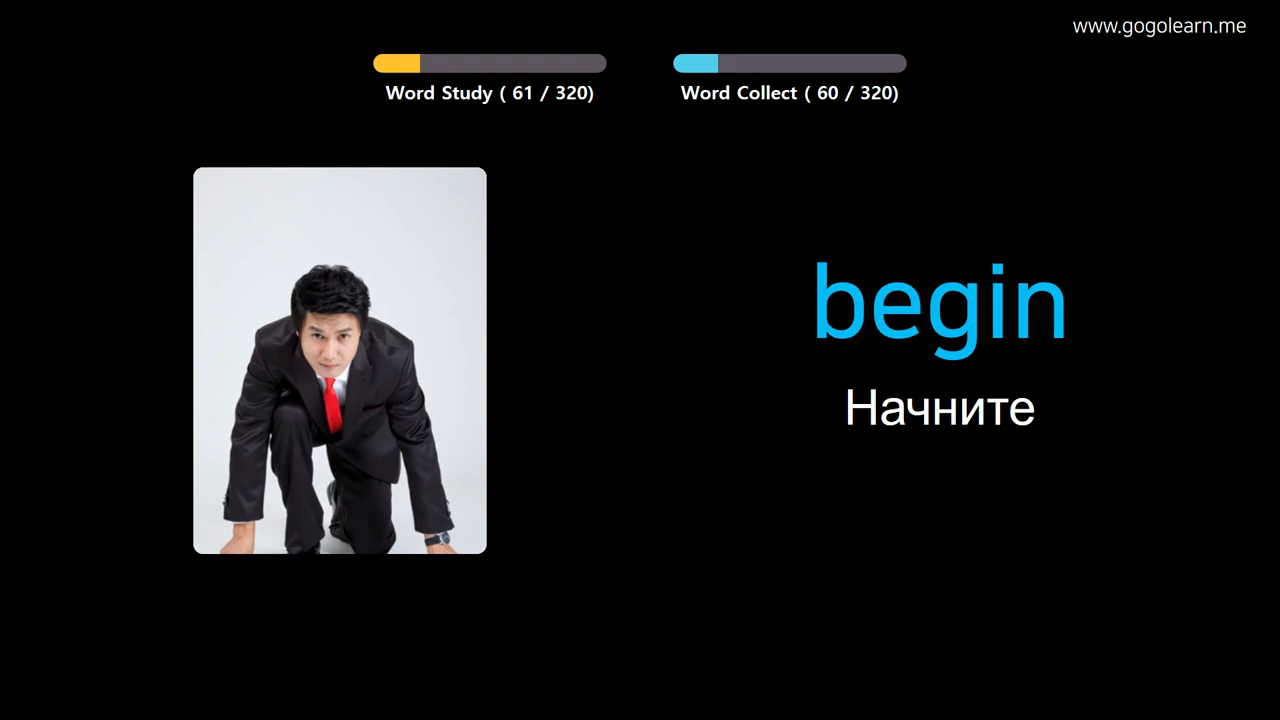 www.gogolearn.me
Word Study ( 61 / 320)
Word Collect ( 60 / 320)
begin
Начните